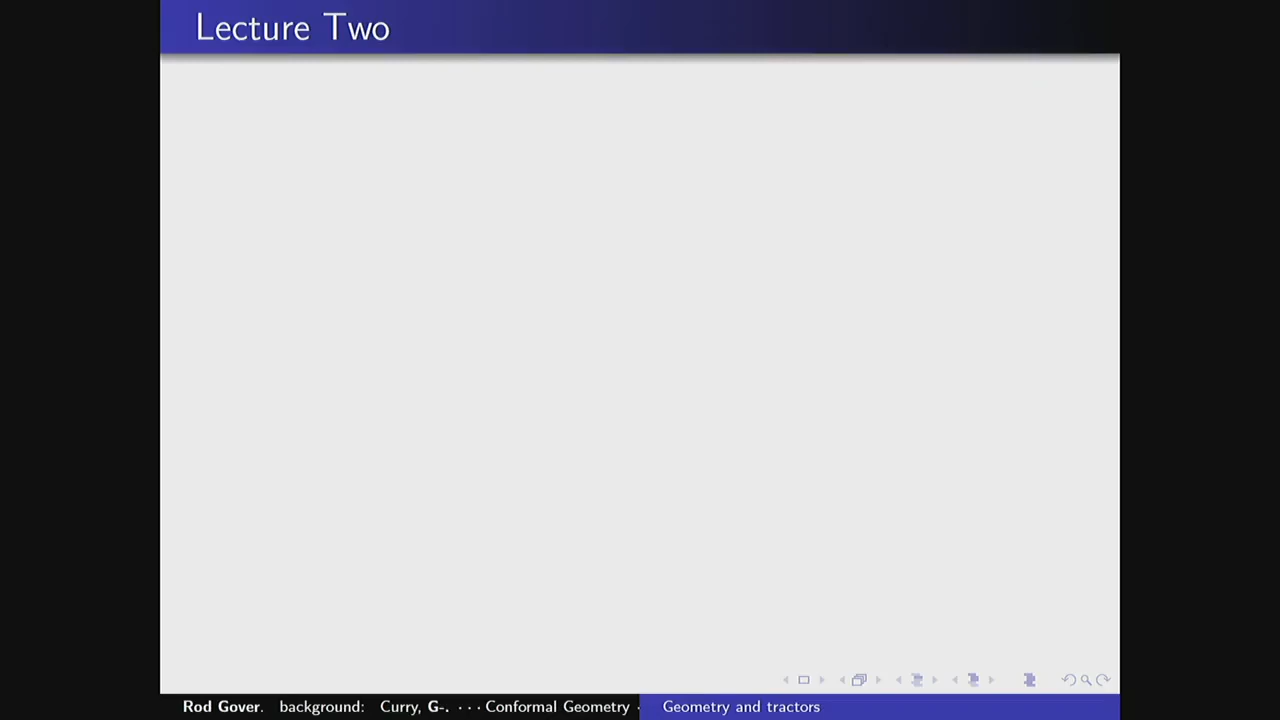 Lecture Two
Rod Gover. background: Curry, G-. · · · Conformal Geometry · Geometry and tractors